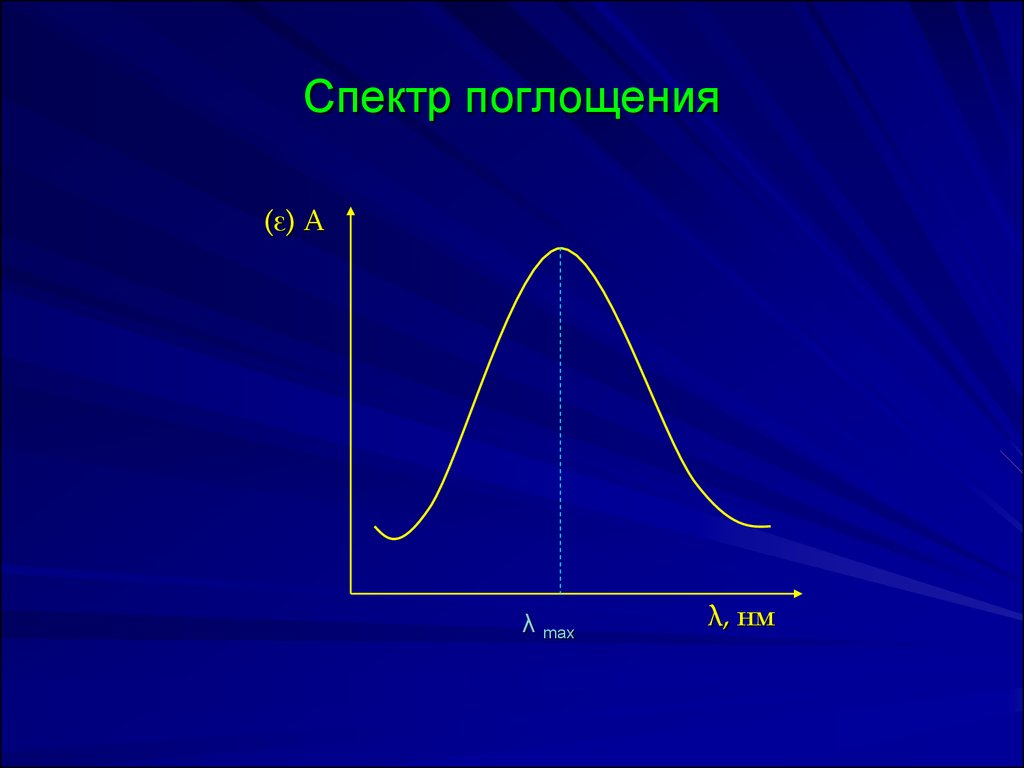 Спектр поглощения
(ε) A
λ max
λ, нм